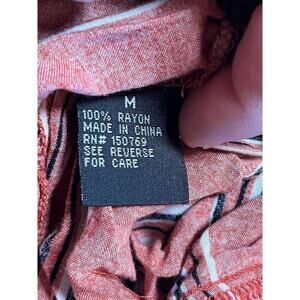 M
100% RAYON
MADE IN CHINA
RN# 150769
SEE REVERSE
FOR CARE